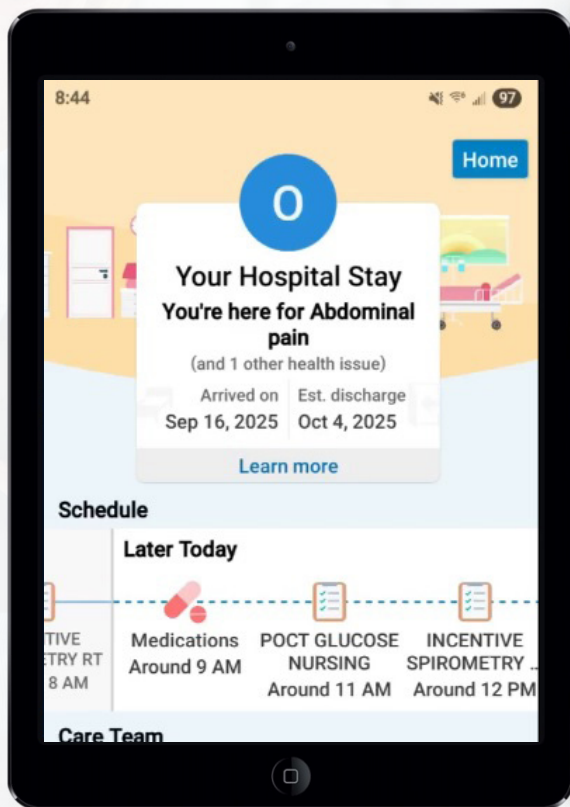 8:44
97
Home
O
Your Hospital Stay
You're here for Abdominal
pain
(and 1 other health issue)
Arrived on
Est. discharge
Sep 16, 2025
Oct 4, 2025
Learn more
Schedule
Later Today
TIVE
Medications
POCT GLUCOSE
INCENTIVE
ETRY RT
Around 9 AM
NURSING
SPIROMETRY ..
8 AM
Around 11 AM
Around 12 PM
Care Team